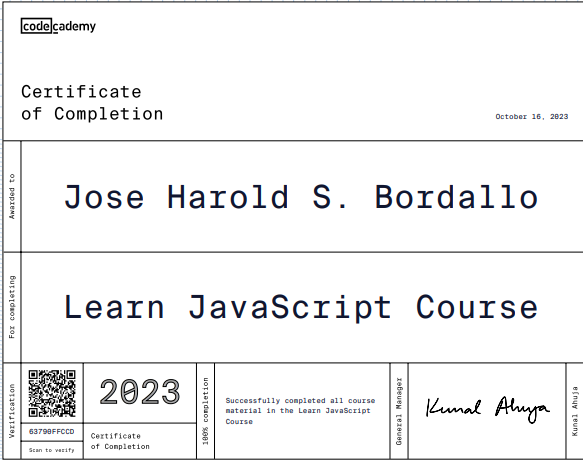 codecademy
Certificate
of Completion
October 16, 2023
Awarded to
Jose Harold S. Bordallo
For completing
Learn JavaScript Course
Verification
63790FFCCD
Scan to verify
2023
Certificate
of Completion
100% completion
Successfully completed all course
material in the Learn JavaScript
Course
General Manager
Kunal Ahuja
Kunal Ahuja